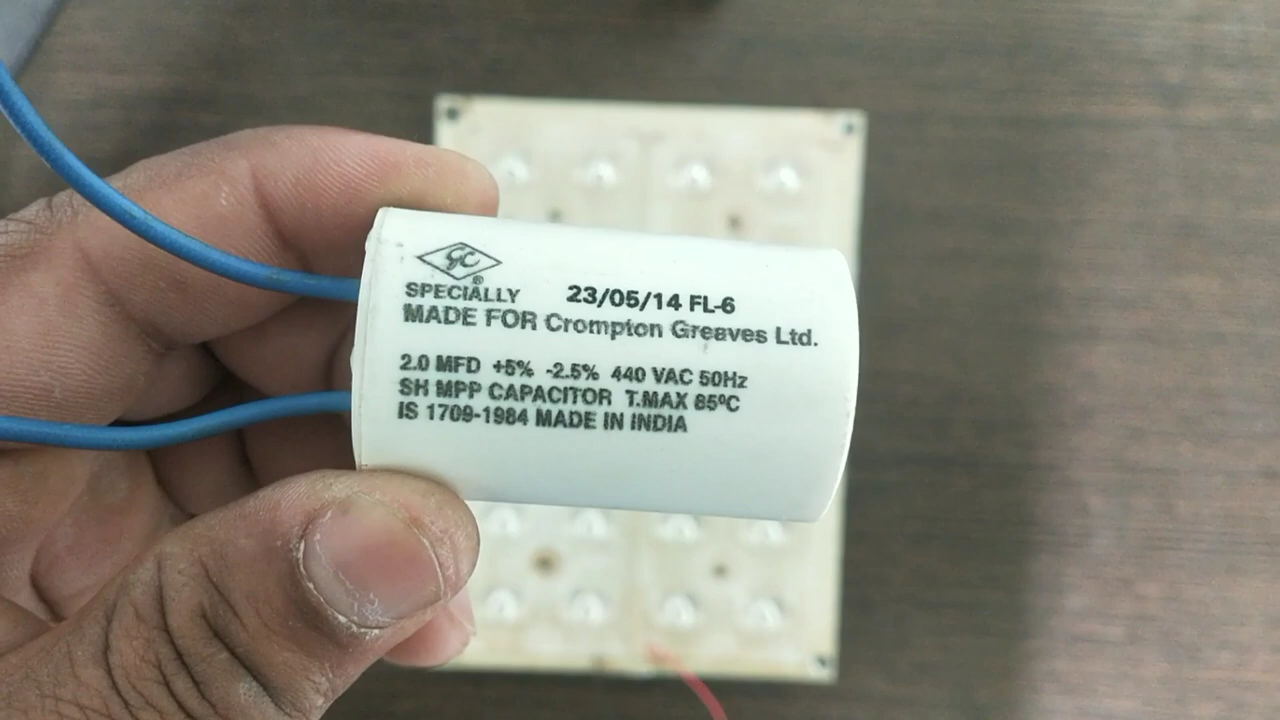 GC
®
SPECIALLY 23/05/14 FL-6
MADE FOR Crompton Greaves Ltd.
2.0 MFD +5% -2.5% 440 VAC 50Hz
SH MPP CAPACITOR T.MAX 85ºC
IS 1709-1984 MADE IN INDIA